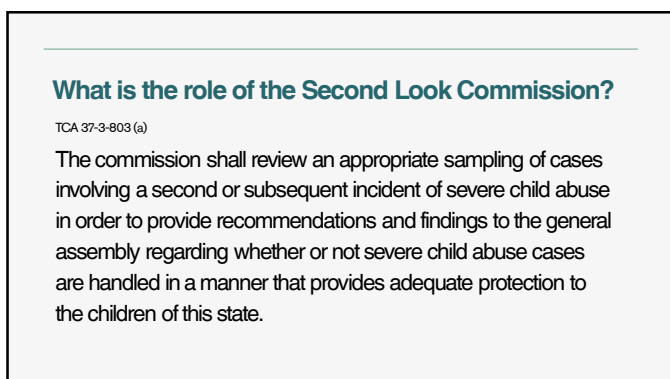 What is the role of the Second Look Commission?
TCA 37-3-803 (a)
The commission shall review an appropriate sampling of cases
involving a second or subsequent incident of severe child abuse
in order to provide recommendations and findings to the general
assembly regarding whether or not severe child abuse cases
are handled in a manner that provides adequate protection to
the children of this state.